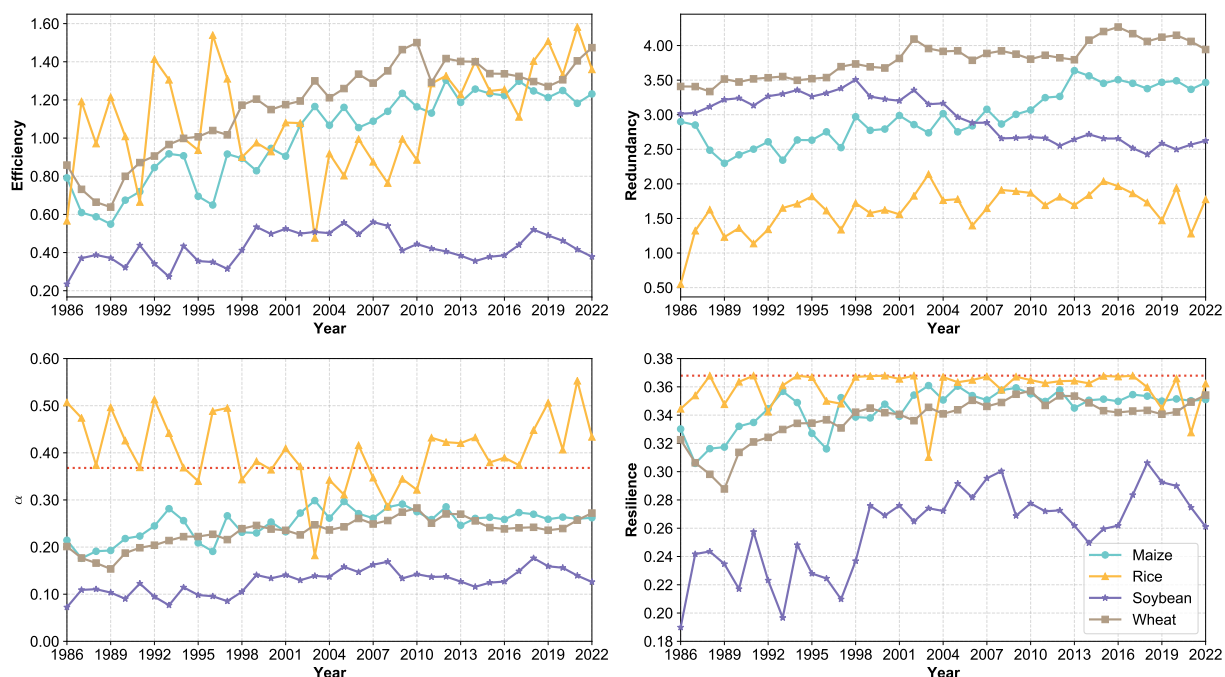 1.60
1.40
1.20
1.00
0.80
0.60
0.40
0.20
Efficiency
1986 1989 1992 1995 1998 2001 2004 2007 2010 2013 2016 2019 2022
Year
4.00
3.50
3.00
2.50
2.00
1.50
1.00
0.50
Redundancy
1986 1989 1992 1995 1998 2001 2004 2007 2010 2013 2016 2019 2022
Year
0.60
0.50
0.40
0.30
0.20
0.10
0.00
α
1986 1989 1992 1995 1998 2001 2004 2007 2010 2013 2016 2019 2022
Year
0.38
0.36
0.34
0.32
0.30
0.28
0.26
0.24
0.22
0.20
0.18
Resilience
Maize
Rice
Soybean
Wheat
1986 1989 1992 1995 1998 2001 2004 2007 2010 2013 2016 2019 2022
Year